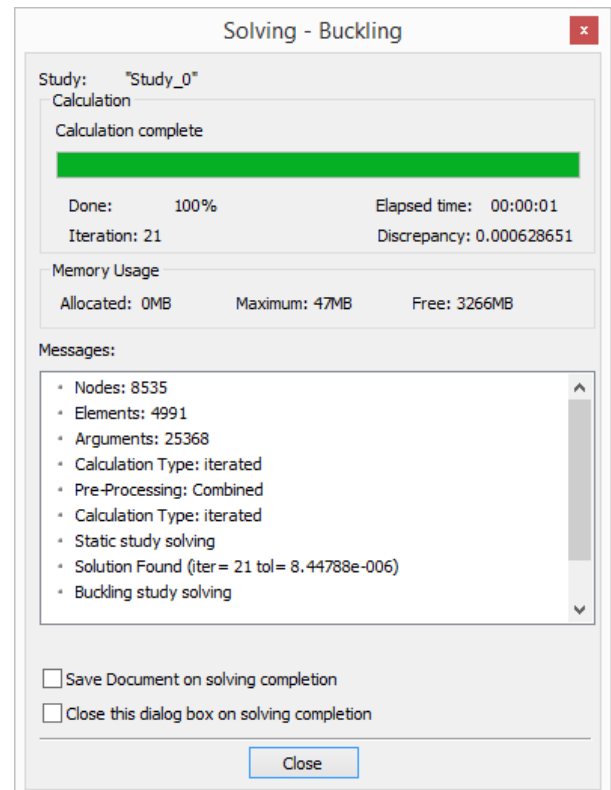 Solving - Buckling
x
Study: "Study_0"
Calculation
Calculation complete
Done: 100% Elapsed time: 00:00:01
Iteration: 21 Discrepancy: 0.000628651
Memory Usage
Allocated: 0MB Maximum: 47MB Free: 3266MB
Messages:
Nodes: 8535
Elements: 4991
Arguments: 25368
Calculation Type: iterated
Pre-Processing: Combined
Calculation Type: iterated
Static study solving
Solution Found (iter= 21 tol= 8.44788e-006)
Buckling study solving
Save Document on solving completion
Close this dialog box on solving completion
Close